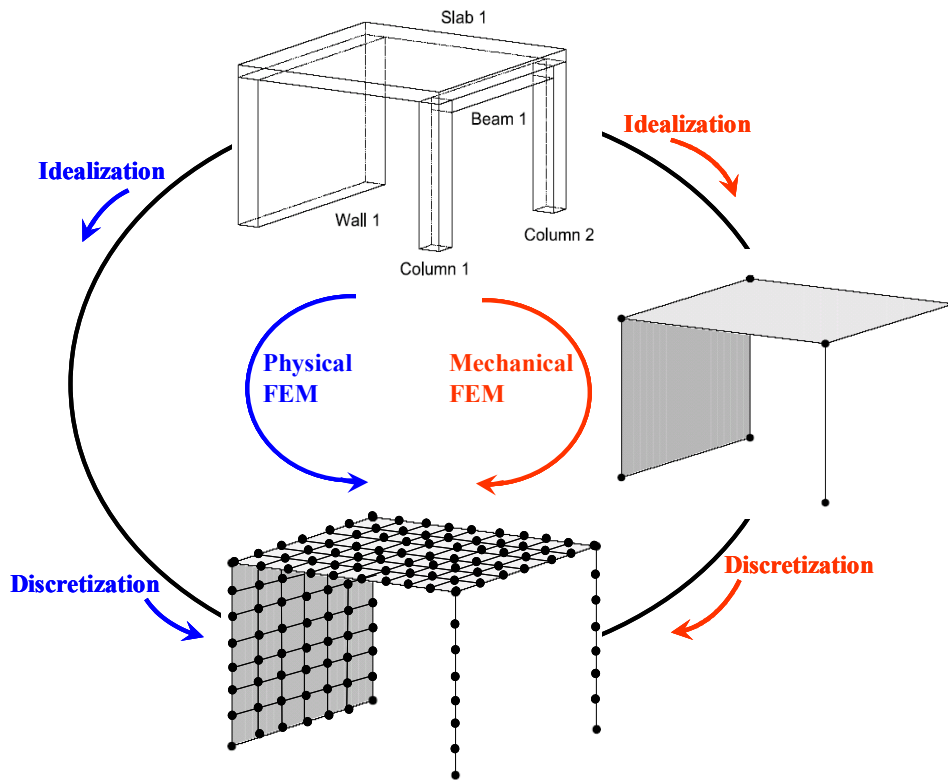 Slab 1
Beam 1
Idealization
Idealization
Wall 1
Column 2
Column 1
Physical
FEM
Mechanical
FEM
Discretization
Discretization